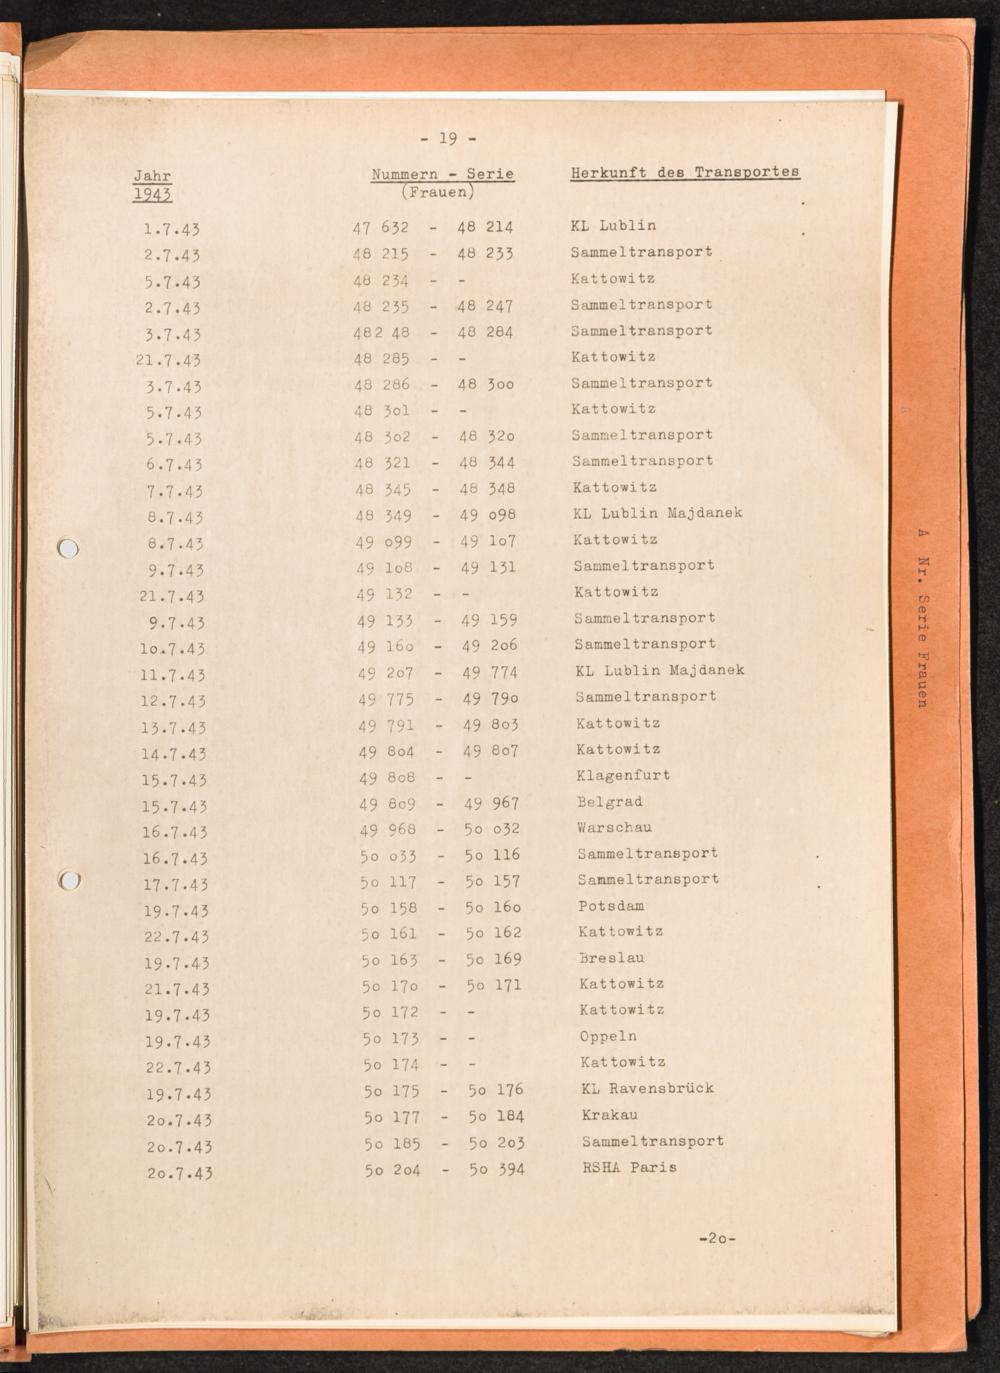 - 19 -
Jahr Nummern - Serie Herkunft des Transportes
1943 (Frauen)
1.7.43 47 632 - 48 214 KL Lublin
2.7.43 48 215 - 48 233 Sammeltransport
5.7.43 48 234 - - Kattowitz
2.7.43 48 235 - 48 247 Sammeltransport
3.7.43 482 48 - 48 284 Sammeltransport
21.7.43 48 285 - - Kattowitz
3.7.43 48 286 - 48 3oo Sammeltransport
5.7.43 48 3o1 - - Kattowitz
5.7.43 48 3o2 - 48 32o Sammeltransport
6.7.43 48 321 - 48 344 Sammeltransport
7.7.43 48 345 - 48 348 Kattowitz
8.7.43 48 349 - 49 o98 KL Lublin Majdanek
8.7.43 49 o99 - 49 1o7 Kattowitz
9.7.43 49 1o8 - 49 131 Sammeltransport
21.7.43 49 132 - - Kattowitz
9.7.43 49 133 - 49 159 Sammeltransport
1o.7.43 49 16o - 49 2o6 Sammeltransport
11.7.43 49 2o7 - 49 774 KL Lublin Majdanek
12.7.43 49 775 - 49 79o Sammeltransport
13.7.43 49 791 - 49 8o3 Kattowitz
14.7.43 49 8o4 - 49 8o7 Kattowitz
15.7.43 49 8o8 - - Klagenfurt
15.7.43 49 8o9 - 49 967 Belgrad
16.7.43 49 968 - 5o o32 Warschau
16.7.43 5o o33 - 5o 116 Sammeltransport
17.7.43 5o 117 - 5o 157 Sammeltransport
19.7.43 5o 158 - 5o 16o Potsdam
22.7.43 5o 161 - 5o 162 Kattowitz
19.7.43 5o 163 - 5o 169 Breslau
21.7.43 5o 17o - 5o 171 Kattowitz
19.7.43 5o 172 - - Kattowitz
19.7.43 5o 173 - - Oppeln
22.7.43 5o 174 - - Kattowitz
19.7.43 5o 175 - 5o 176 KL Ravensbrück
2o.7.43 5o 177 - 5o 184 Krakau
2o.7.43 5o 185 - 5o 2o3 Sammeltransport
2o.7.43 5o 2o4 - 5o 394 RSHA Paris
-2o-
A Nr. Serie Frauen